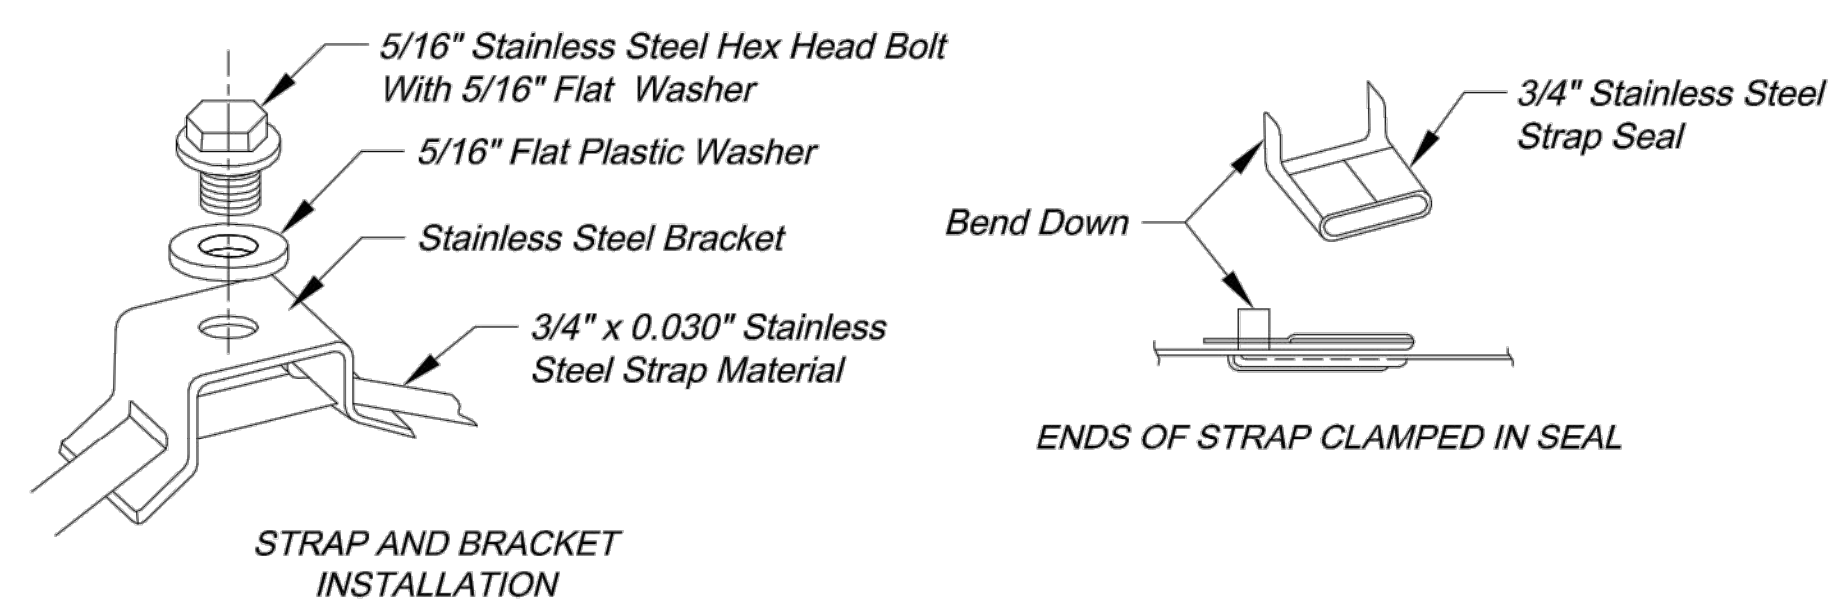 5/16" Stainless Steel Hex Head Bolt
With 5/16" Flat Washer
5/16" Flat Plastic Washer
Stainless Steel Bracket
3/4" x 0.030" Stainless
Steel Strap Material
STRAP AND BRACKET
INSTALLATION
3/4" Stainless Steel
Strap Seal
Bend Down
ENDS OF STRAP CLAMPED IN SEAL